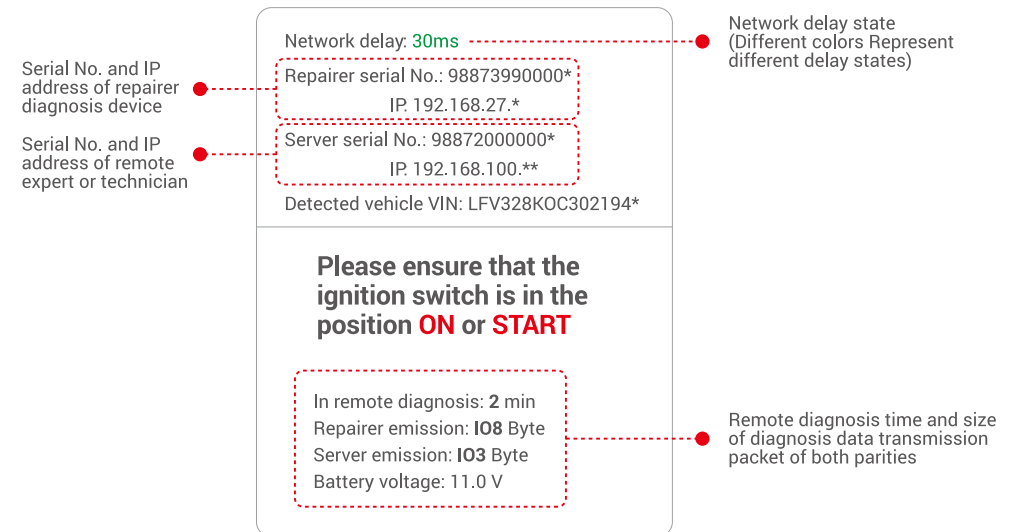 Network delay: 30ms
Network delay state
(Different colors Represent
different delay states)
Serial No. and IP
address of repairer
diagnosis device
Repairer serial No.: 98873990000*
IP. 192.168.27.*
Serial No. and IP
address of remote
expert or technician
Server serial No.: 98872000000*
IP. 192.168.100.**
Detected vehicle VIN: LFV328KOC302194*
Please ensure that the
ignition switch is in the
position ON or START
In remote diagnosis: 2 min
Repairer emission: IO8 Byte
Server emission: IO3 Byte
Battery voltage: 11.0 V
Remote diagnosis time and size
of diagnosis data transmission
packet of both parities